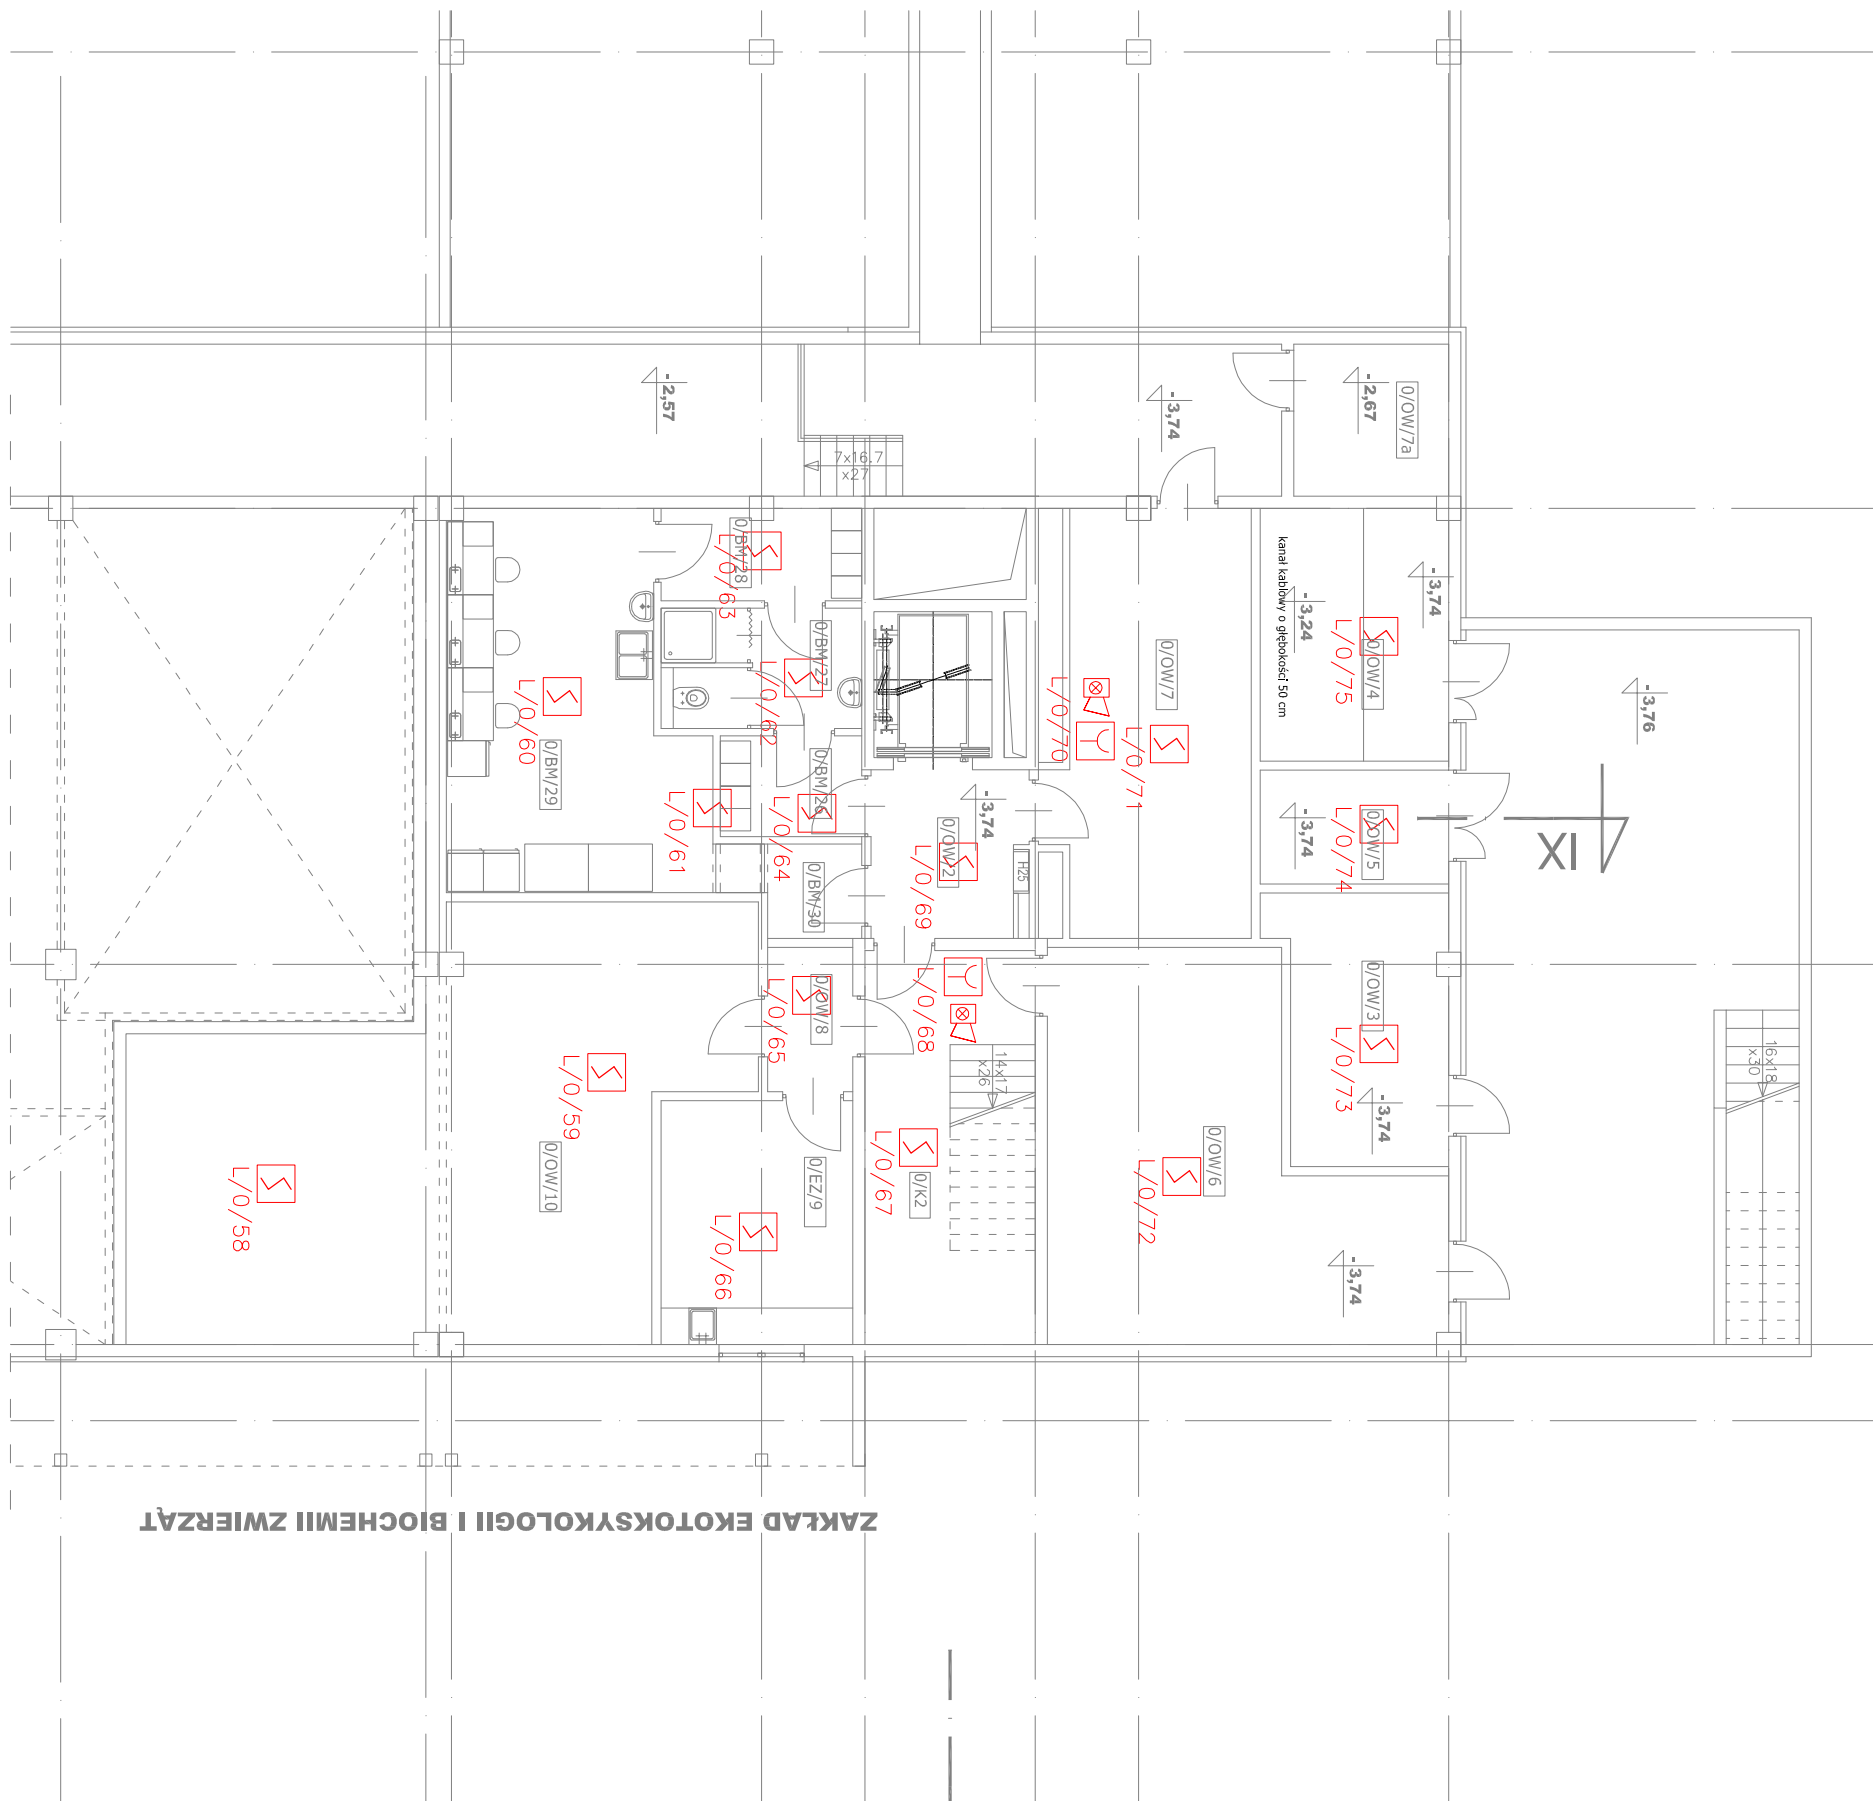 -2,57
7x16.7
x27
-3,74
-2,67
0/OW/7a
0/BM/28
L/0/63
0/BM/27
L/0/62
L/0/60
0/BM/29
L/0/61
0/BM/26
L/0/64
0/BM/30
-3,74
0/OW/2
L/0/69
H25
L/0/70
L/0/71
0/OW/7
kanał kablowy o głębokości 50 cm
-3,24
-3,74
0/OW/4
L/0/75
-3,76
-3,74
0/OW/5
L/0/74
IX
0/OW/3
L/0/73
-3,74
16x18
x30
0/OW/8
L/0/65
L/0/68
14x17
x26
L/0/59
0/OW/10
L/0/58
0/EZ/9
L/0/66
L/0/67
0/K2
0/OW/6
L/0/72
-3,74
ZAKŁAD EKOTOKSYKOLOGII I BIOCHEMII ZWIERZĄT